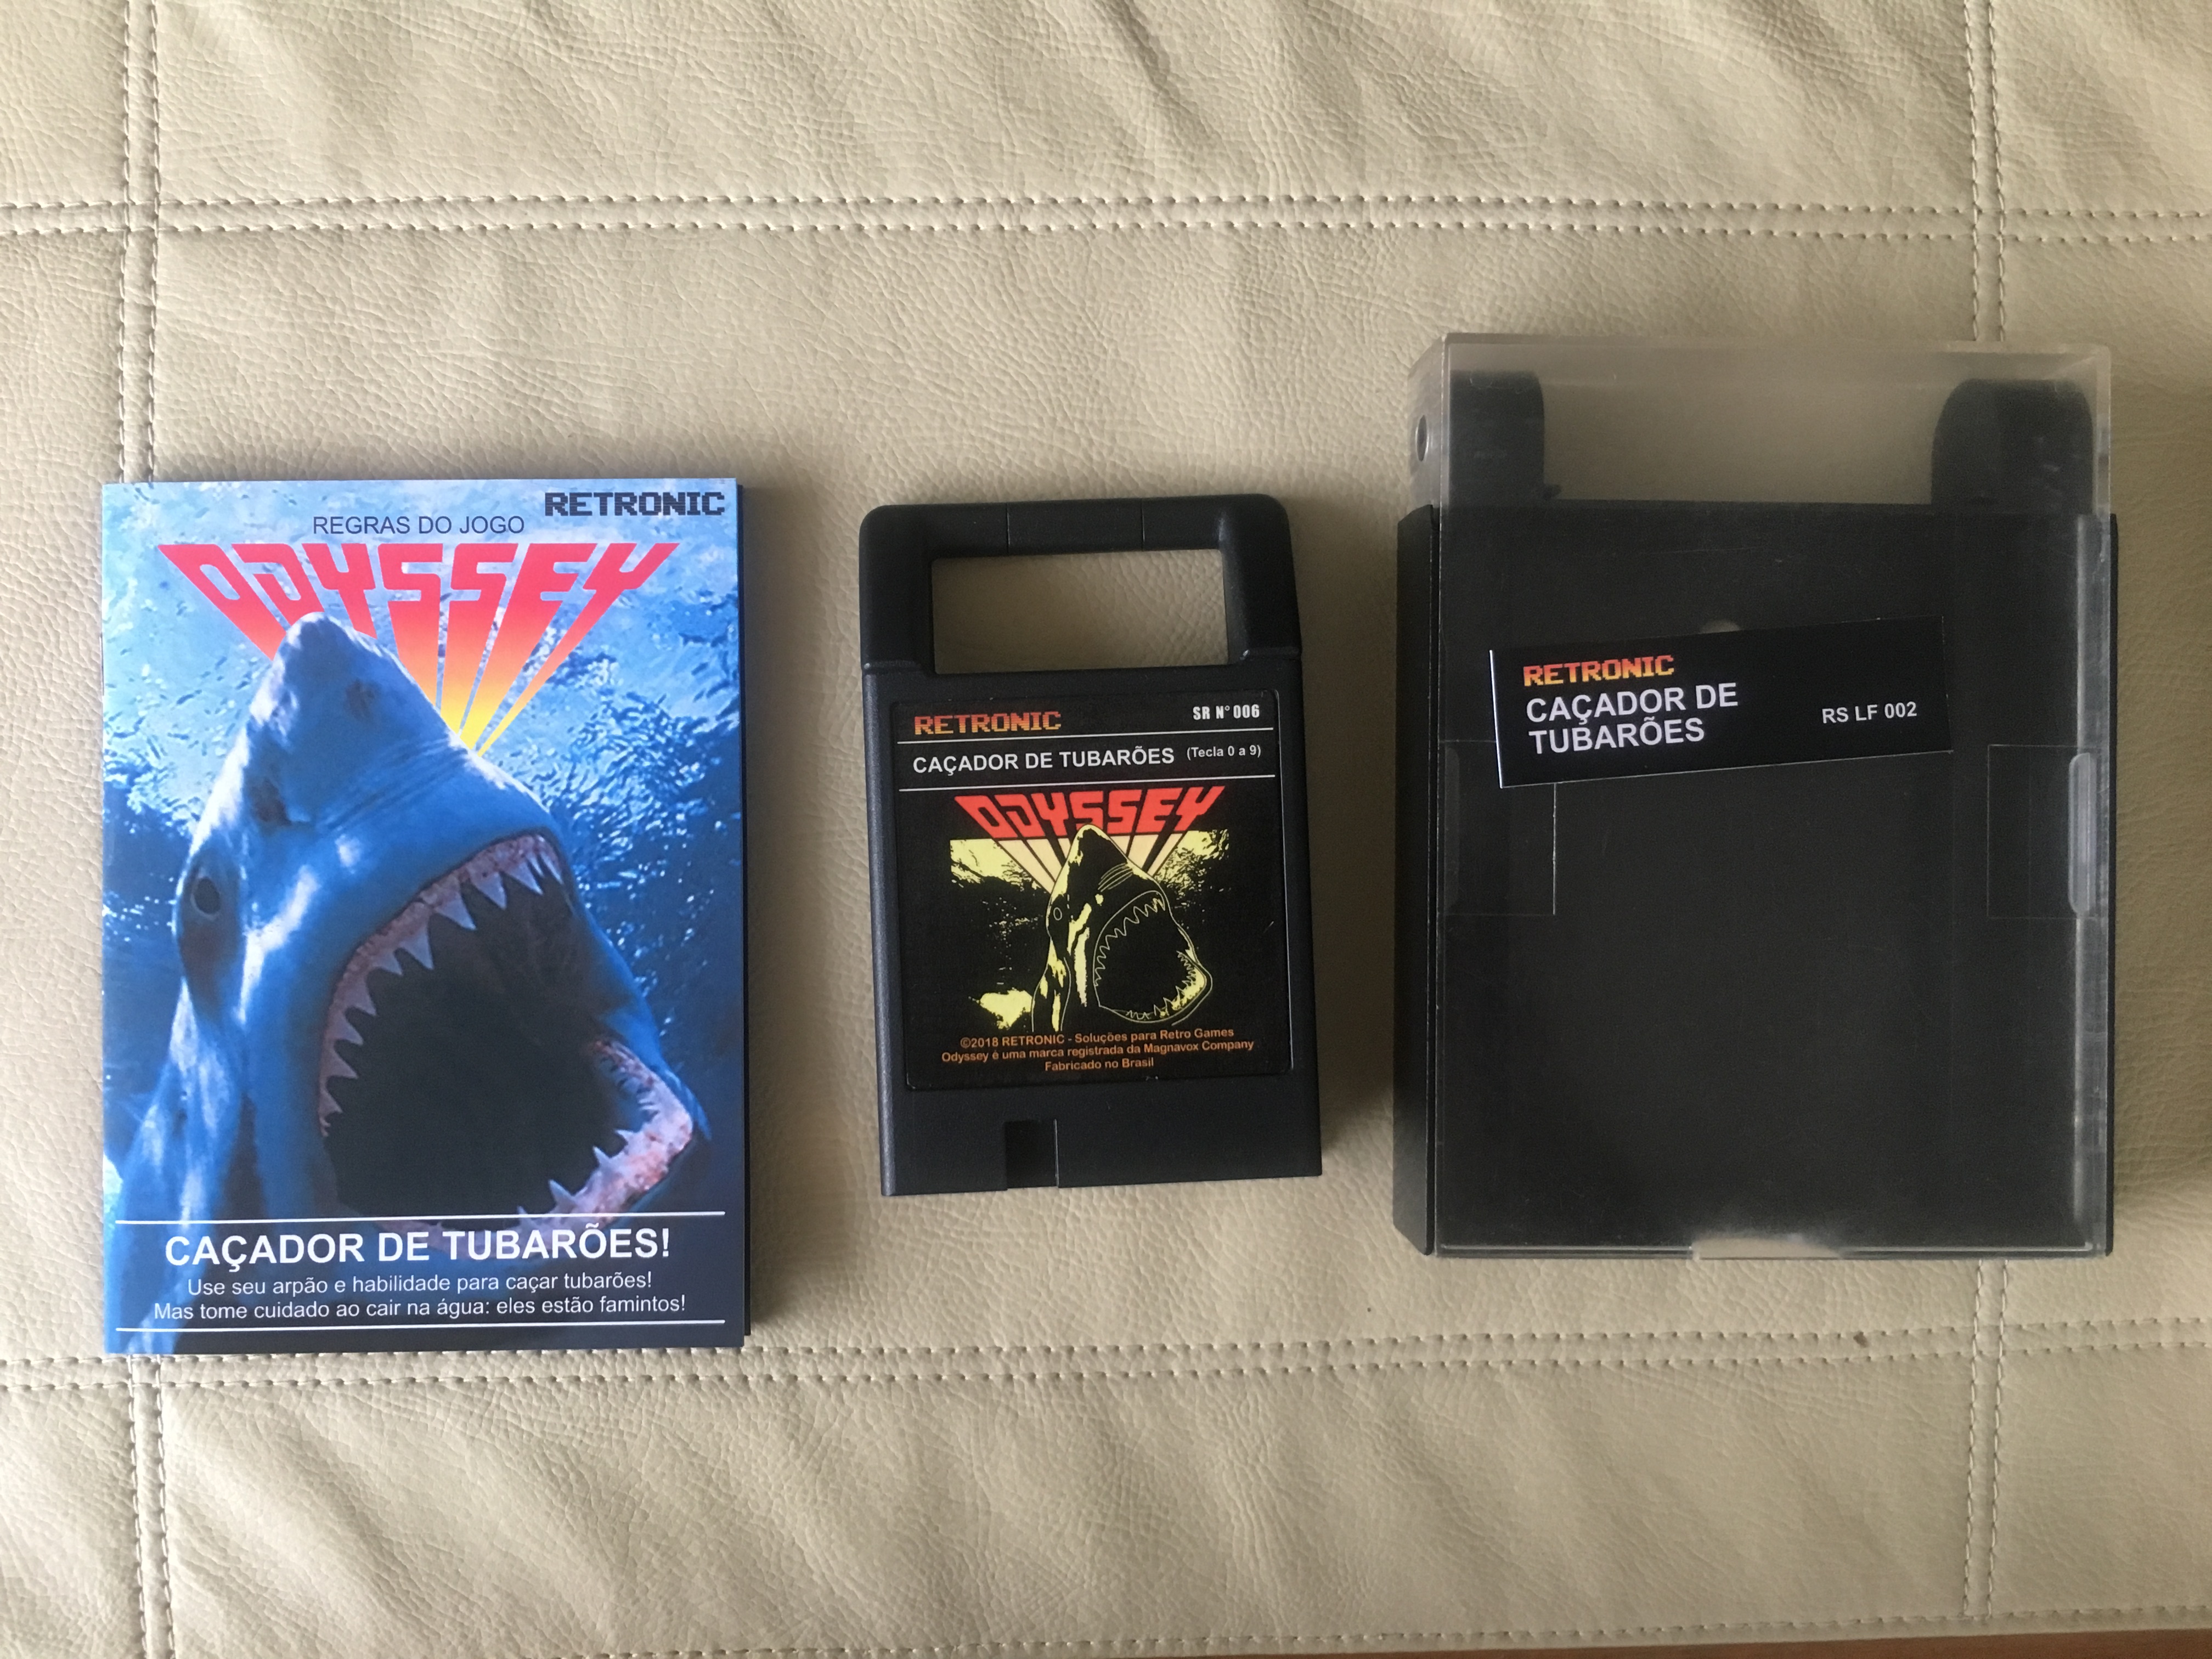 RETRONIC
REGRAS DO JOGO
ODYSSEY
CAÇADOR DE TUBARÕES!
Use seu arpão e habilidade para caçar tubarões!
Mas tome cuidado ao cair na água: eles estão famintos!
RETRONIC SR N° 006
CAÇADOR DE TUBARÕES (Tecla 0 a 9)
ODYSSEY
©2018 RETRONIC - Soluções para Retro Games
Odyssey é uma marca registrada da Magnavox Company
Fabricado no Brasil
RETRONIC
CAÇADOR DE
TUBARÕES
RS LF 002